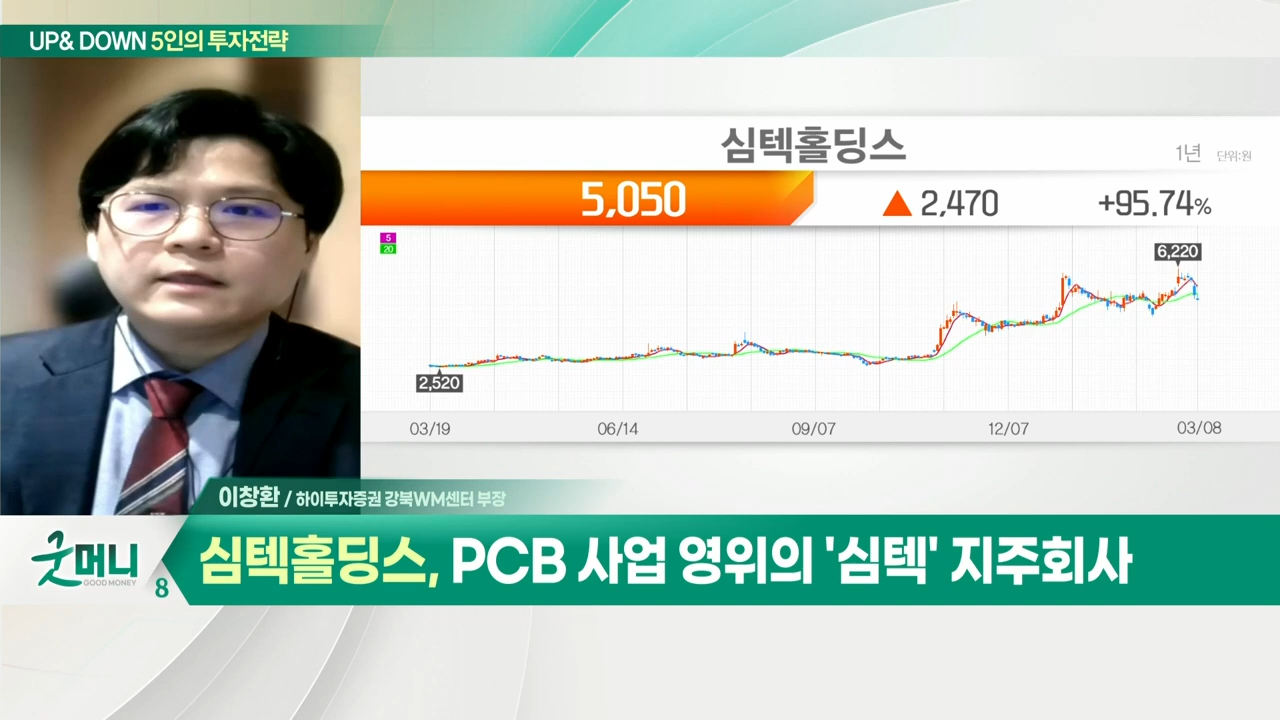 UP& DOWN 5인의 투자전략
심텍홀딩스
1년 단위:원
5,050 ▲ 2,470 +95.74%
5
20
6,220
2,520
03/19 06/14 09/07 12/07 03/08
이창환 / 하이투자증권 강북WM센터 부장
굿머니
GOOD MONEY
8
심텍홀딩스, PCB 사업 영위의 '심텍' 지주회사